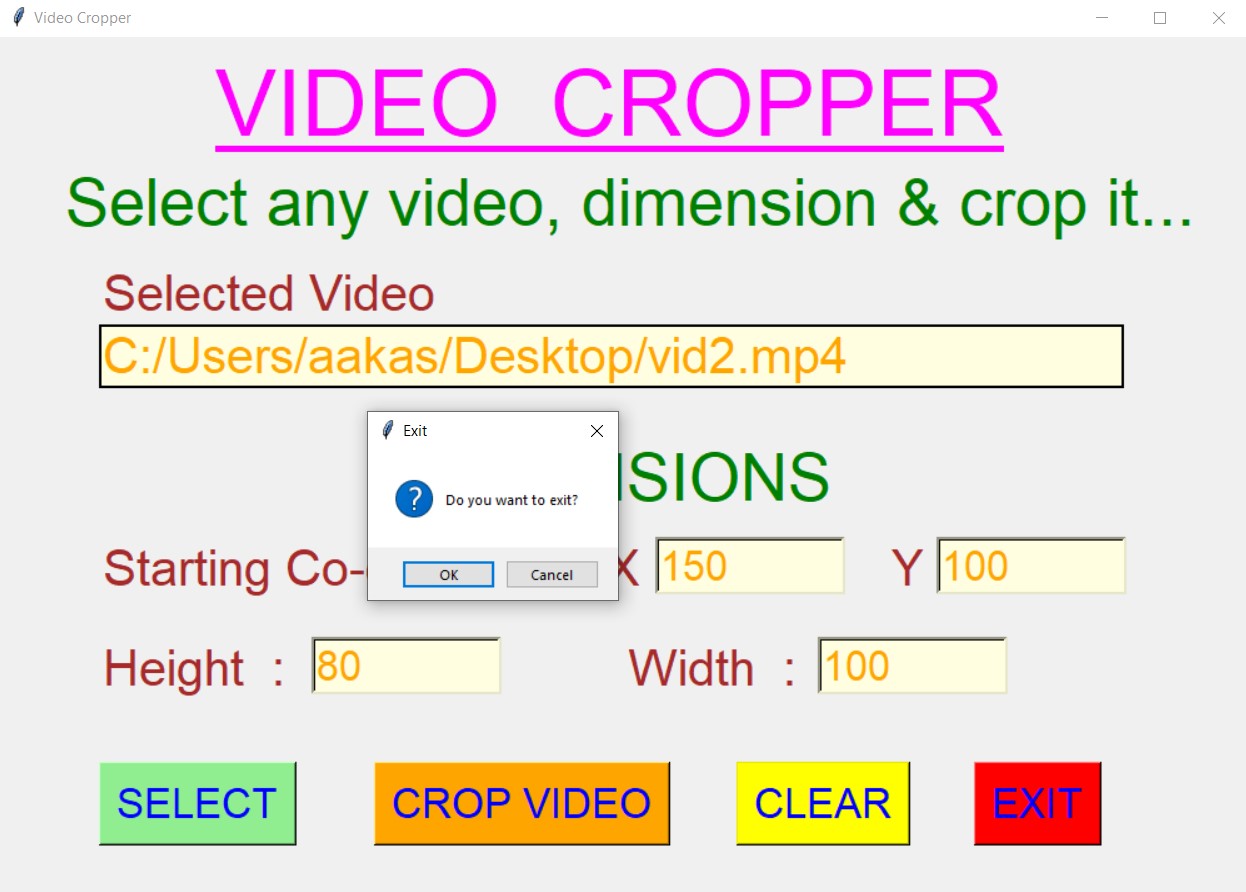 Video Cropper
VIDEO CROPPER
Select any video, dimension & crop it...
Selected Video
C:/Users/aakas/Desktop/vid2.mp4
Exit
? Do you want to exit?
OK Cancel
SIONS
Starting Co- X 150 Y 100
Height : 80 Width : 100
SELECT CROP VIDEO CLEAR EXIT